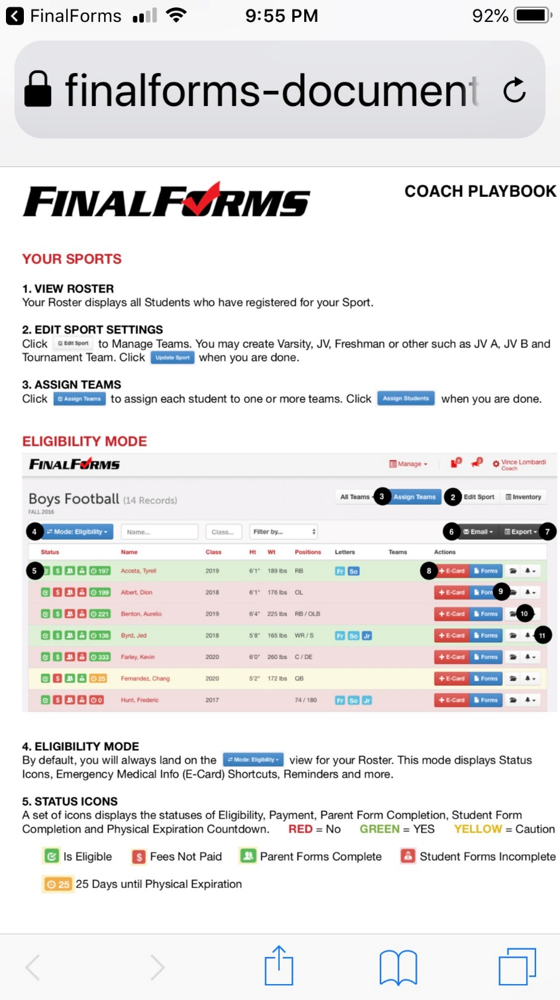 FinalForms 9:55 PM 92%
finalforms-document
FINALFORMS
COACH PLAYBOOK
YOUR SPORTS
1. VIEW ROSTER
Your Roster displays all Students who have registered for your Sport.
2. EDIT SPORT SETTINGS
Click Edit Sport to Manage Teams. You may create Varsity, JV, Freshman or other such as JV A, JV B and
Tournament Team. Click Update Sport when you are done.
3. ASSIGN TEAMS
Click Assign Teams to assign each student to one or more teams. Click Assign Students when you are done.
ELIGIBILITY MODE
FINALFORMS Manage 9 2 Vince Lombardi
Coach
Boys Football (14 Records) All Teams 3 Assign Teams 2 Edit Sport Inventory
FALL 2016
4 Mode: Eligibility Name... Class... Filter by... 6 Email Export 7
Status Name Class Ht Wt Positions Letters Teams Actions
5 $ 197 Acosta, Tyrell 2019 6'1" 189 lbs RB Fr So 8 + E-Card Forms
$ 199 Albert, Dion 2018 6'1" 176 lbs OL + E-Card Forn 9
$ 221 Benton, Aurelio 2019 6'4" 225 lbs RB / OLB + E-Card Forms 10
$ 136 Byrd, Jed 2018 5'8" 165 lbs WR / S Fr So Jr + E-Card Forms 11
$ 333 Farley, Kevin 2020 6'0" 260 lbs C / DE + E-Card Forms
$ 25 Fernandez, Chang 2020 5'2" 172 lbs QB + E-Card Forms
$ 0 Hunt, Frederic 2017 74 / 180 Fr So Jr + E-Card Forms
4. ELIGIBILITY MODE
By default, you will always land on the Mode: Eligibility view for your Roster. This mode displays Status
Icons, Emergency Medical Info (E-Card) Shortcuts, Reminders and more.
5. STATUS ICONS
A set of icons displays the statuses of Eligibility, Payment, Parent Form Completion, Student Form
Completion and Physical Expiration Countdown. RED = No GREEN = YES YELLOW = Caution
Is Eligible $ Fees Not Paid Parent Forms Complete Student Forms Incomplete
25 25 Days until Physical Expiration